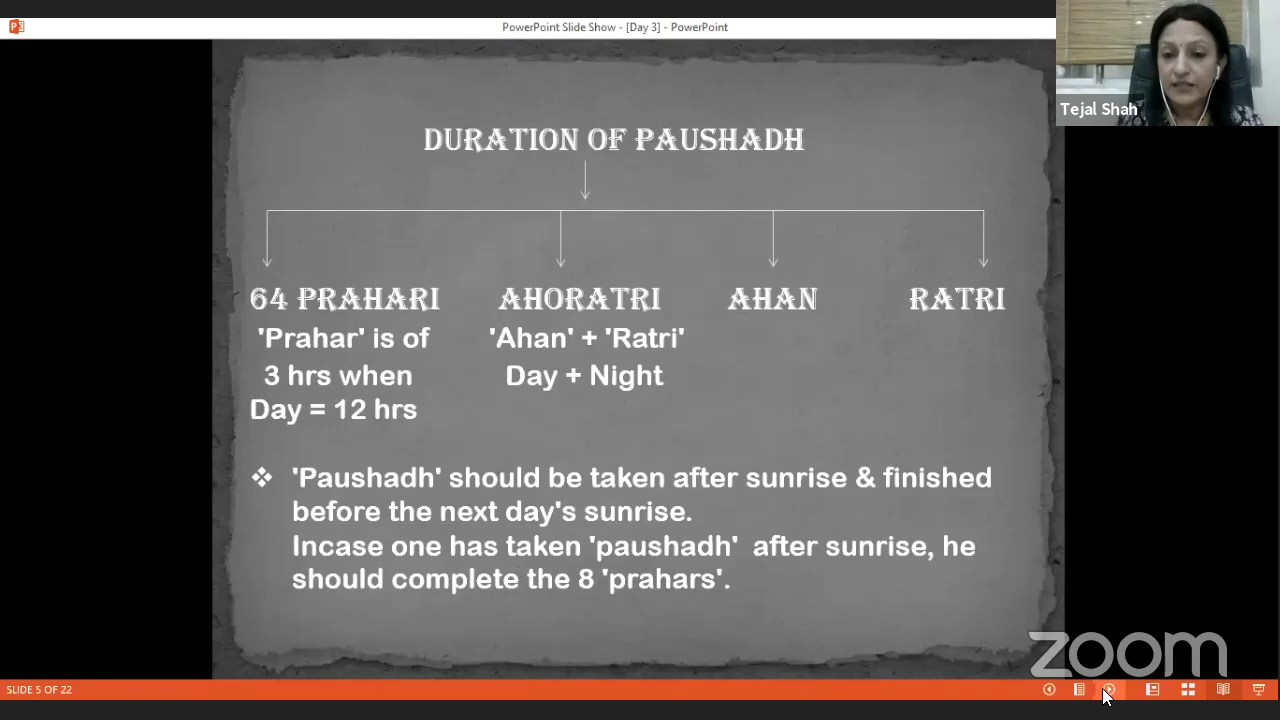 PowerPoint Slide Show - [Day 3] - PowerPoint
Tejal Shah
DURATION OF PAUSHADH
64 PRAHARI
'Prahar' is of
3 hrs when
Day = 12 hrs
AHORATRI
'Ahan' + 'Ratri'
Day + Night
AHAN
RATRI
❖ 'Paushadh' should be taken after sunrise & finished
before the next day's sunrise.
Incase one has taken 'paushadh' after sunrise, he
should complete the 8 'prahars'.
zoom
SLIDE 5 OF 22